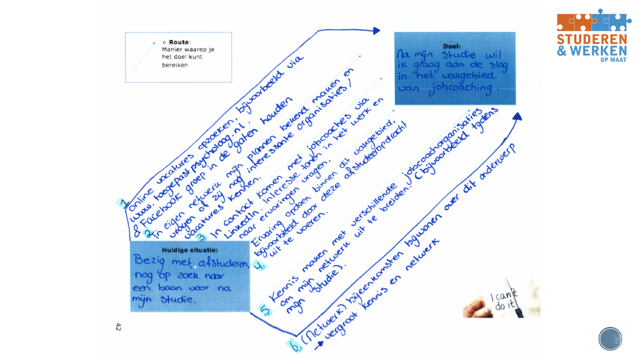 Route:
Manier waarop je
het doel kunt
bereiken
Doel:
Na mijn studie wil
ik graag aan de slag
in het vakgebied
van jobcoaching.
STUDEREN
& WERKEN
OP MAAT
1. Online vacatures opzoeken, bijvoorbeeld via
www.toegepastpsycholoog.nl.
& Facebook groep in de gaten houden
2. In eigen netwerk mijn plannen bekend maken en
vragen of zij nog interessante organisaties/
vacatures kennen.
3. In contact komen met jobcoaches via
LinkedIn. Interesse tonen in het werk en
naar ervaringen vragen.
4. Ervaring opdoen binnen dit vakgebied,
bijvoorbeeld door deze afstudeeropdracht
uit te voeren.
5. Kennis maken met verschillende jobcoachorganisaties
om mijn netwerk uit te breiden. (bijvoorbeeld tijdens
mijn studie).
6. (Netwerk) bijeenkomsten bijwonen over dit onderwerp
→ vergroot kennis en netwerk
Huidige situatie:
Bezig met afstuderen,
nog op zoek naar
een baan voor na
mijn studie.
42
I can't
do it